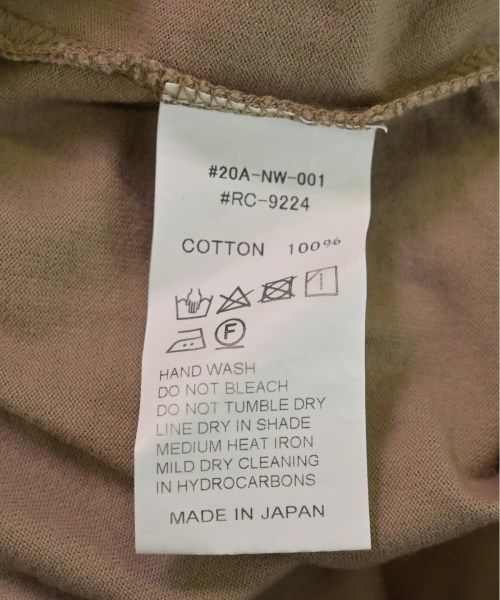 #20A-NW-001
#RC-9224
COTTON 100%
F
HAND WASH
DO NOT BLEACH
DO NOT TUMBLE DRY
LINE DRY IN SHADE
MEDIUM HEAT IRON
MILD DRY CLEANING
IN HYDROCARBONS
MADE IN JAPAN